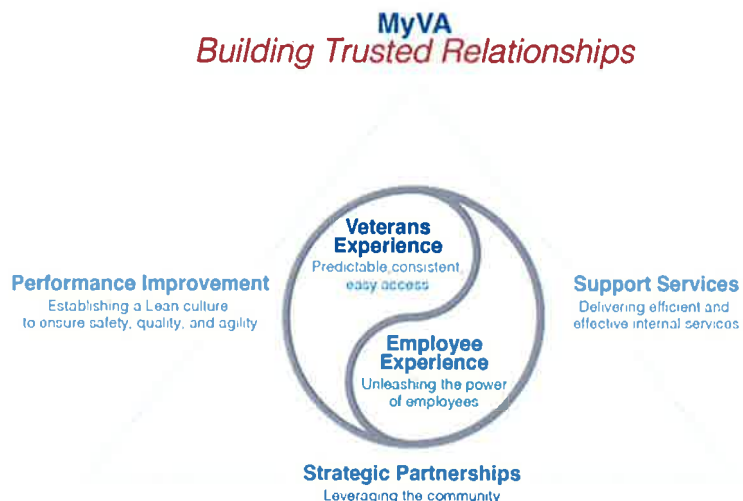 MyVA
Building Trusted Relationships
Veterans
Experience
Predictable, consistent,
easy access
Performance Improvement
Establishing a Lean culture
to ensure safety, quality, and agility
Support Services
Delivering efficient and
effective internal services
Employee
Experience
Unleashing the power
of employees
Strategic Partnerships
Leveraging the community